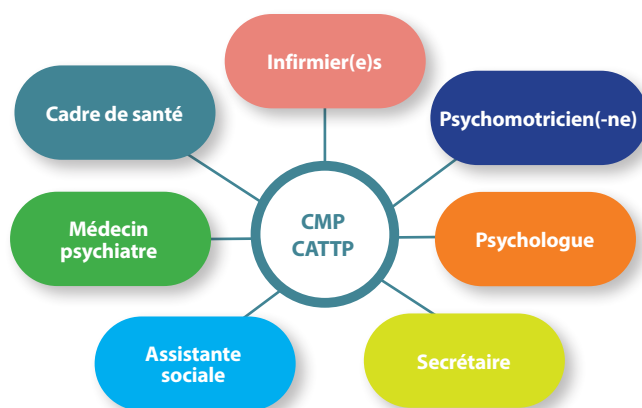 Infirmier(e)s
Cadre de santé
Psychomotricien(-ne)
CMP
CATTP
Médecin
psychiatre
Psychologue
Assistante
sociale
Secrétaire